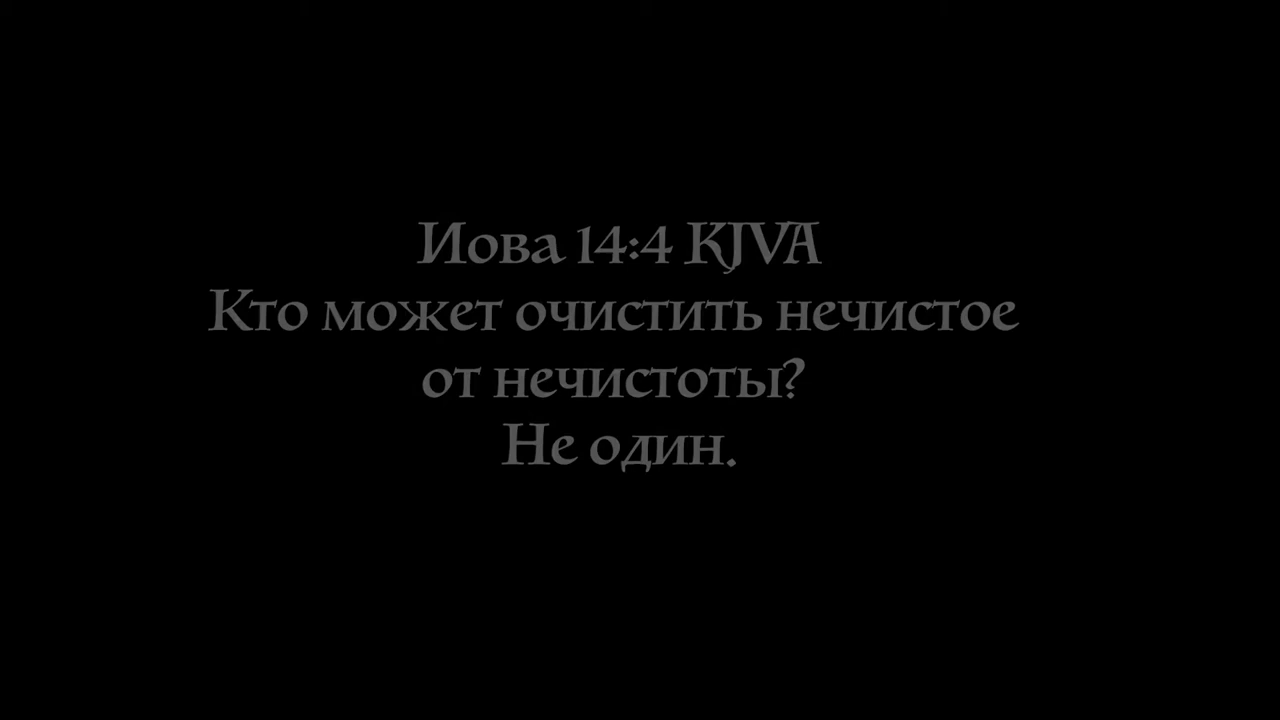 Иова 14:4 KJVA
Кто может очистить нечистое
от нечистоты?
Не один.